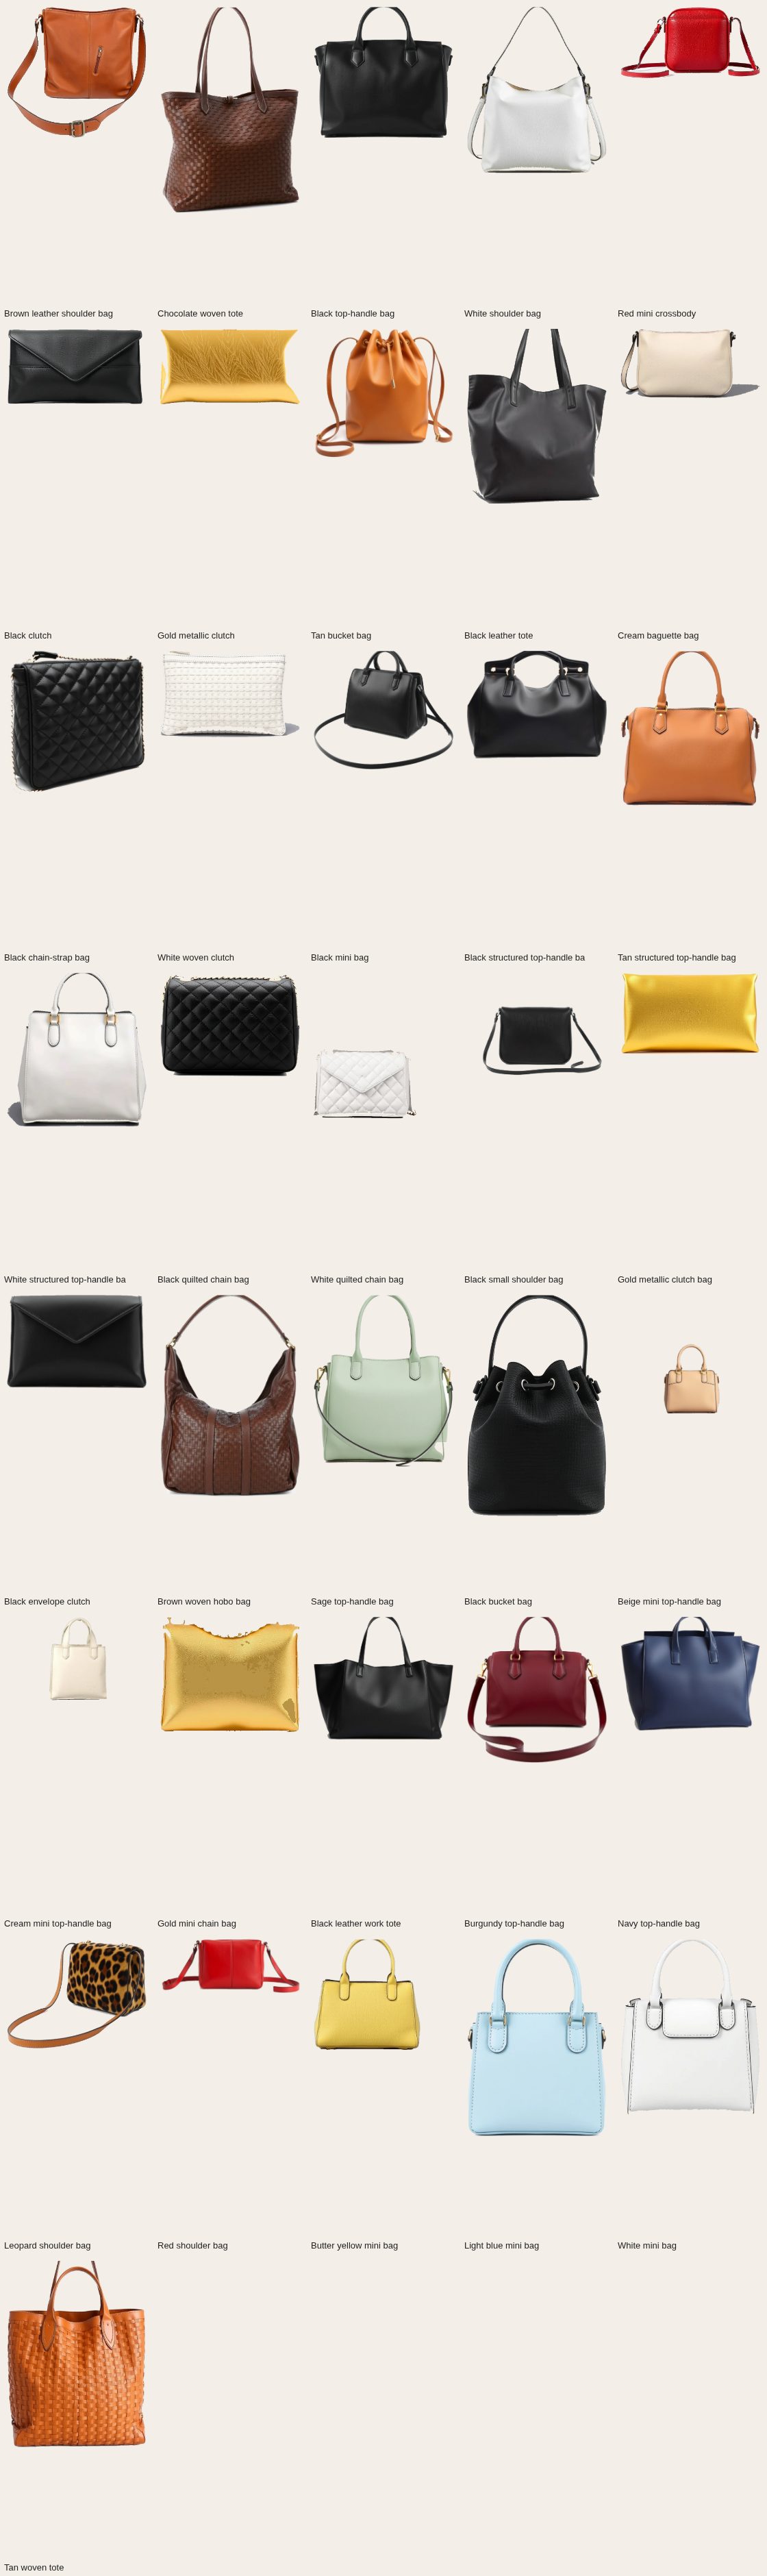 Brown leather shoulder bag
Chocolate woven tote
Black top-handle bag
White shoulder bag
Red mini crossbody
Black clutch
Gold metallic clutch
Tan bucket bag
Black leather tote
Cream baguette bag
Black chain-strap bag
White woven clutch
Black mini bag
Black structured top-handle ba
Tan structured top-handle bag
White structured top-handle ba
Black quilted chain bag
White quilted chain bag
Black small shoulder bag
Gold metallic clutch bag
Black envelope clutch
Brown woven hobo bag
Sage top-handle bag
Black bucket bag
Beige mini top-handle bag
Cream mini top-handle bag
Gold mini chain bag
Black leather work tote
Burgundy top-handle bag
Navy top-handle bag
Leopard shoulder bag
Red shoulder bag
Butter yellow mini bag
Light blue mini bag
White mini bag
Tan woven tote